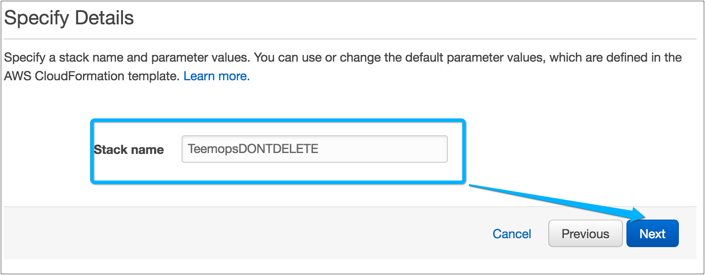 Specify Details
Specify a stack name and parameter values. You can use or change the default parameter values, which are defined in the
AWS CloudFormation template. Learn more.
Stack name TeemopsDONTDELETE
Cancel Previous Next